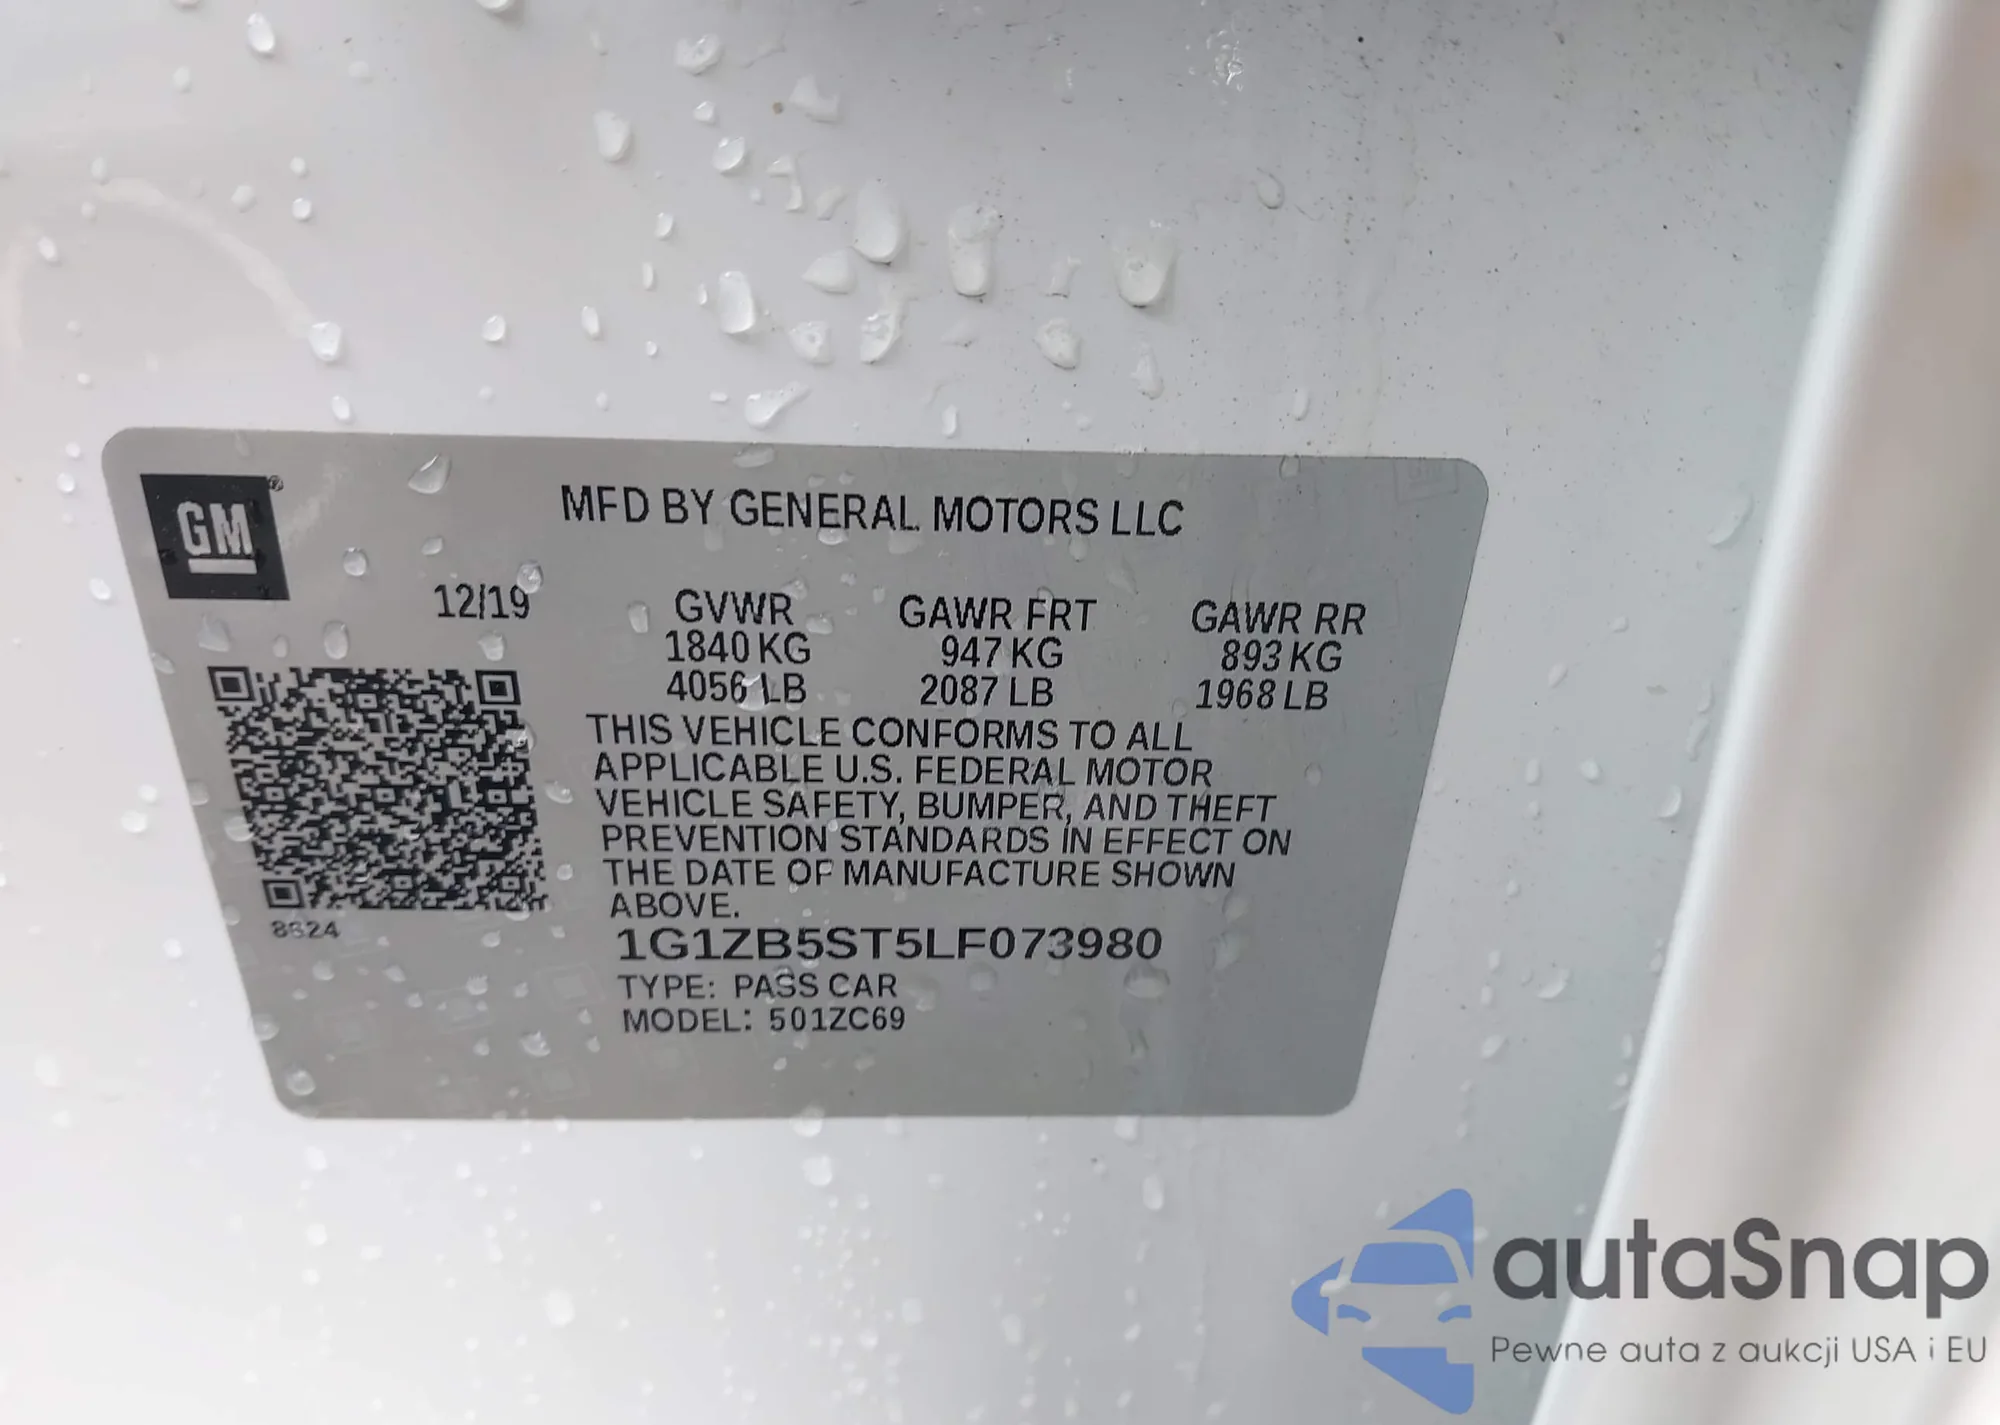 GM
MFD BY GENERAL MOTORS LLC
12/19
GVWR GAWR FRT GAWR RR
1840 KG 947 KG 893 KG
4056 LB 2087 LB 1968 LB
THIS VEHICLE CONFORMS TO ALL
APPLICABLE U.S. FEDERAL MOTOR
VEHICLE SAFETY, BUMPER, AND THEFT
PREVENTION STANDARDS IN EFFECT ON
THE DATE OF MANUFACTURE SHOWN
ABOVE.
1G1ZB5ST5LF073980
TYPE: PASS CAR
MODEL: 501ZC69
autaSnap
Pewne auta z aukcji USA i EU